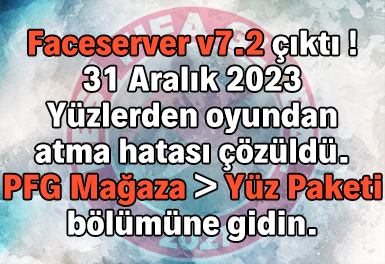 Faceserver v7.2 çıktı !
31 Aralık 2023
Yüzlerden oyundan
atma hatası çözüldü.
PFG Mağaza > Yüz Paketi
bölümüne gidin.